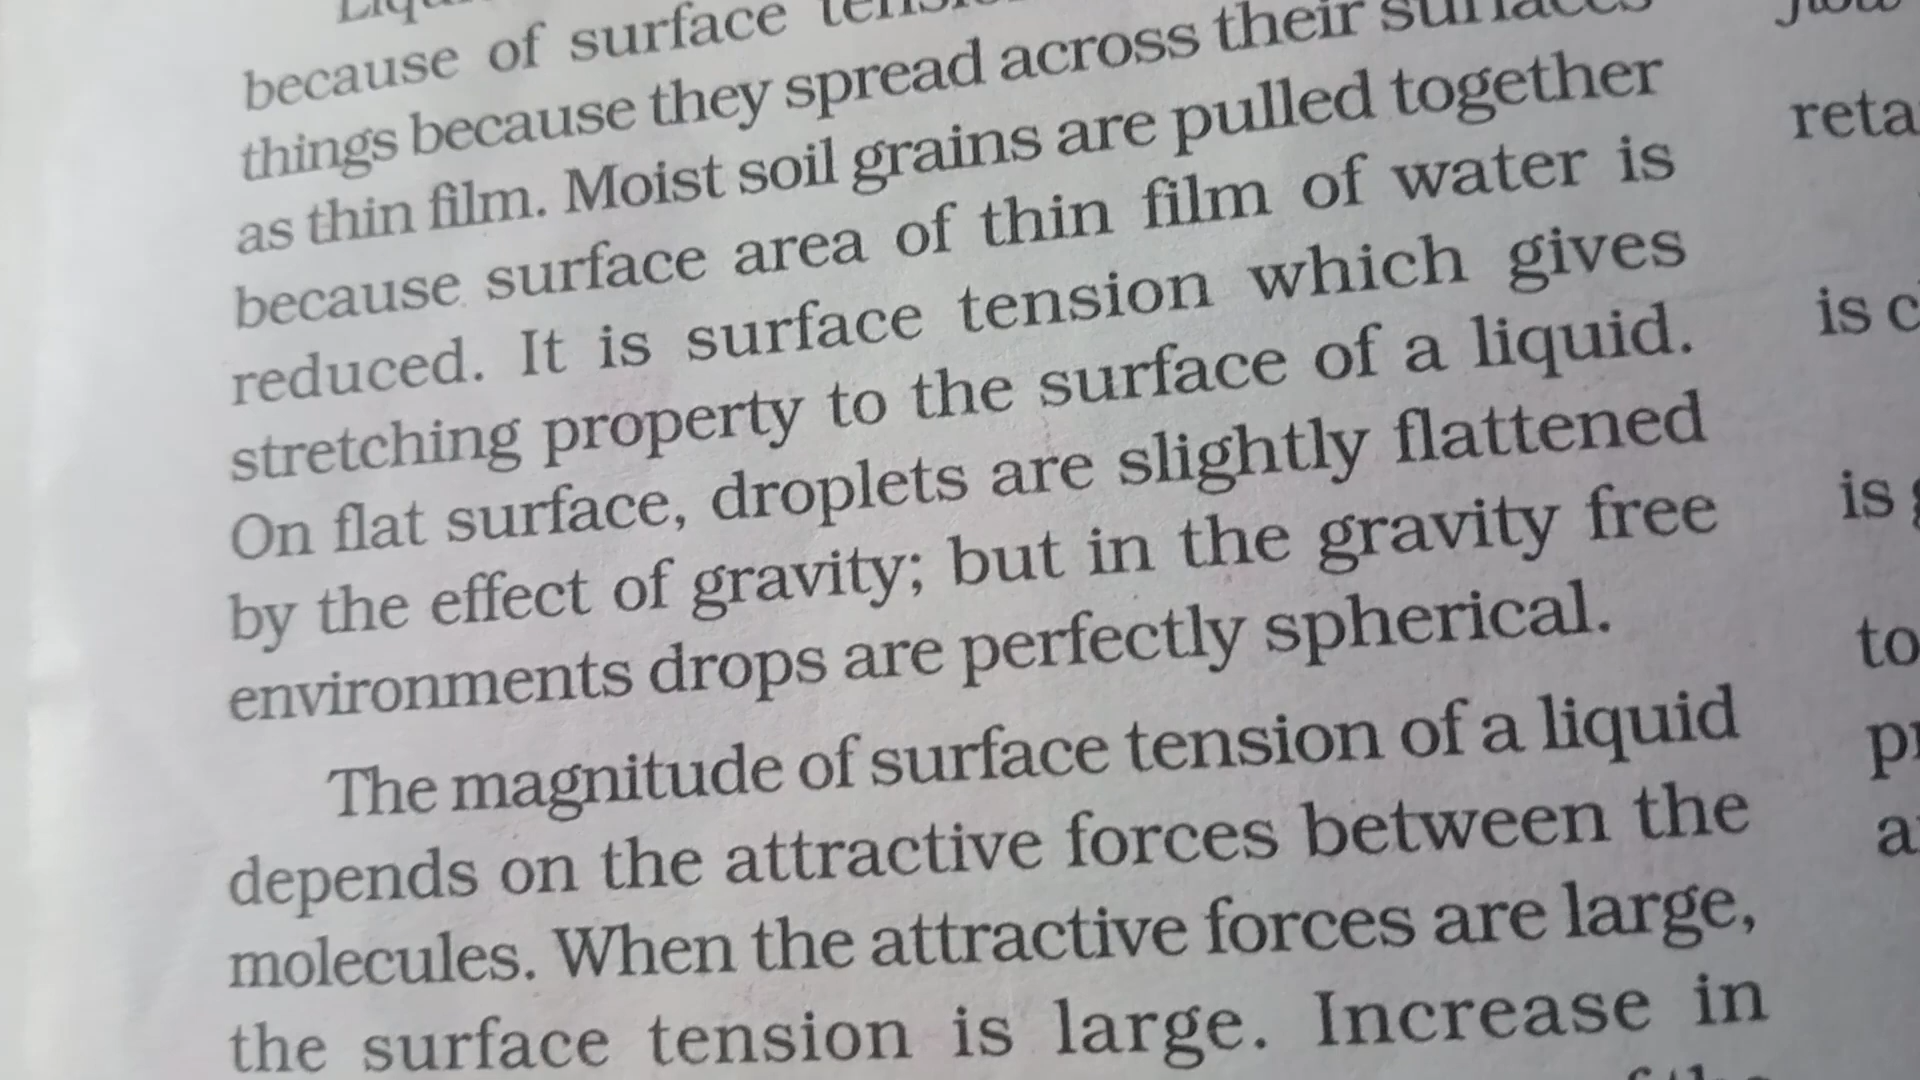 because of surface
things because they spread across their surfaces
as thin film. Moist soil grains are pulled together
because surface area of thin film of water is
reduced. It is surface tension which gives
stretching property to the surface of a liquid.
On flat surface, droplets are slightly flattened
by the effect of gravity; but in the gravity free
environments drops are perfectly spherical.
The magnitude of surface tension of a liquid
depends on the attractive forces between the
molecules. When the attractive forces are large,
the surface tension is large. Increase in
reta
is c
is
to
pr